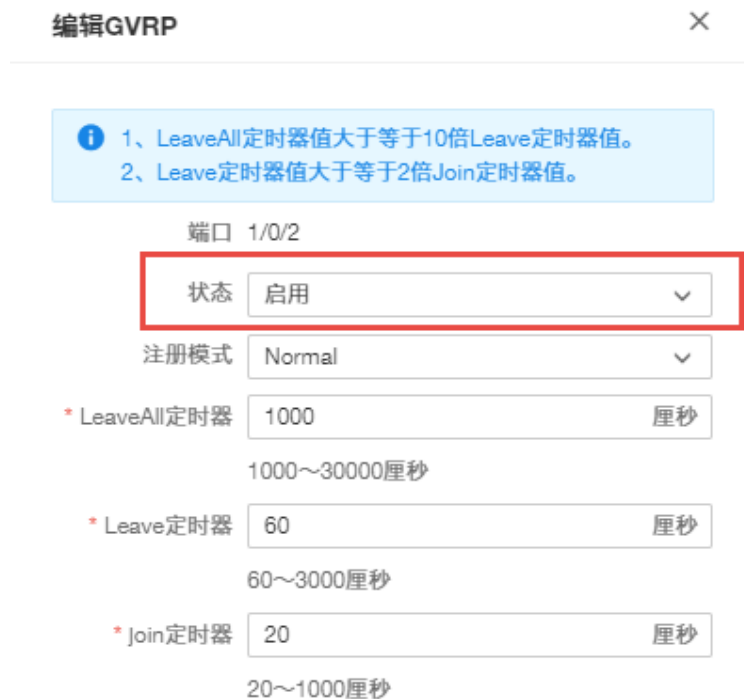 编辑GVRP
1、LeaveAll定时器值大于等于10倍Leave定时器值。
2、Leave定时器值大于等于2倍Join定时器值。
端口 1/0/2
状态 启用
注册模式 Normal
* LeaveAll定时器 1000 厘秒
1000～30000厘秒
* Leave定时器 60 厘秒
60～3000厘秒
* Join定时器 20 厘秒
20～1000厘秒